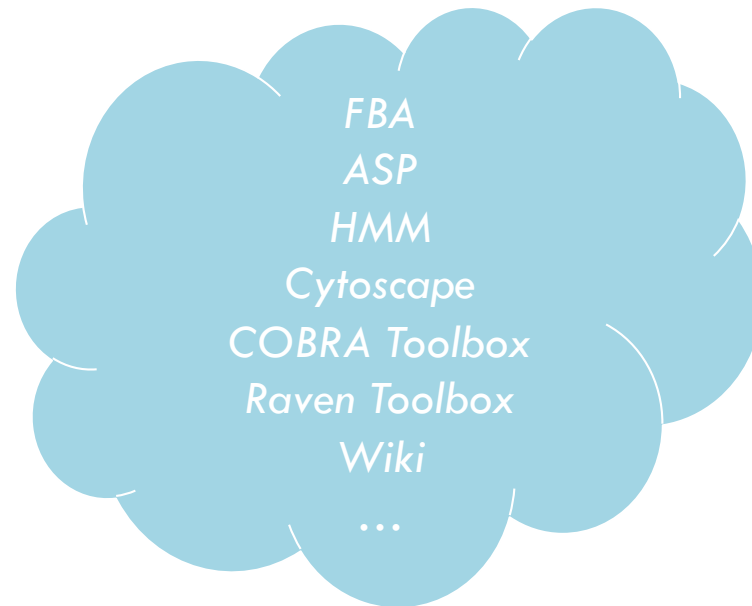 FBA
ASP
HMM
Cytoscape
COBRA Toolbox
Raven Toolbox
Wiki
...